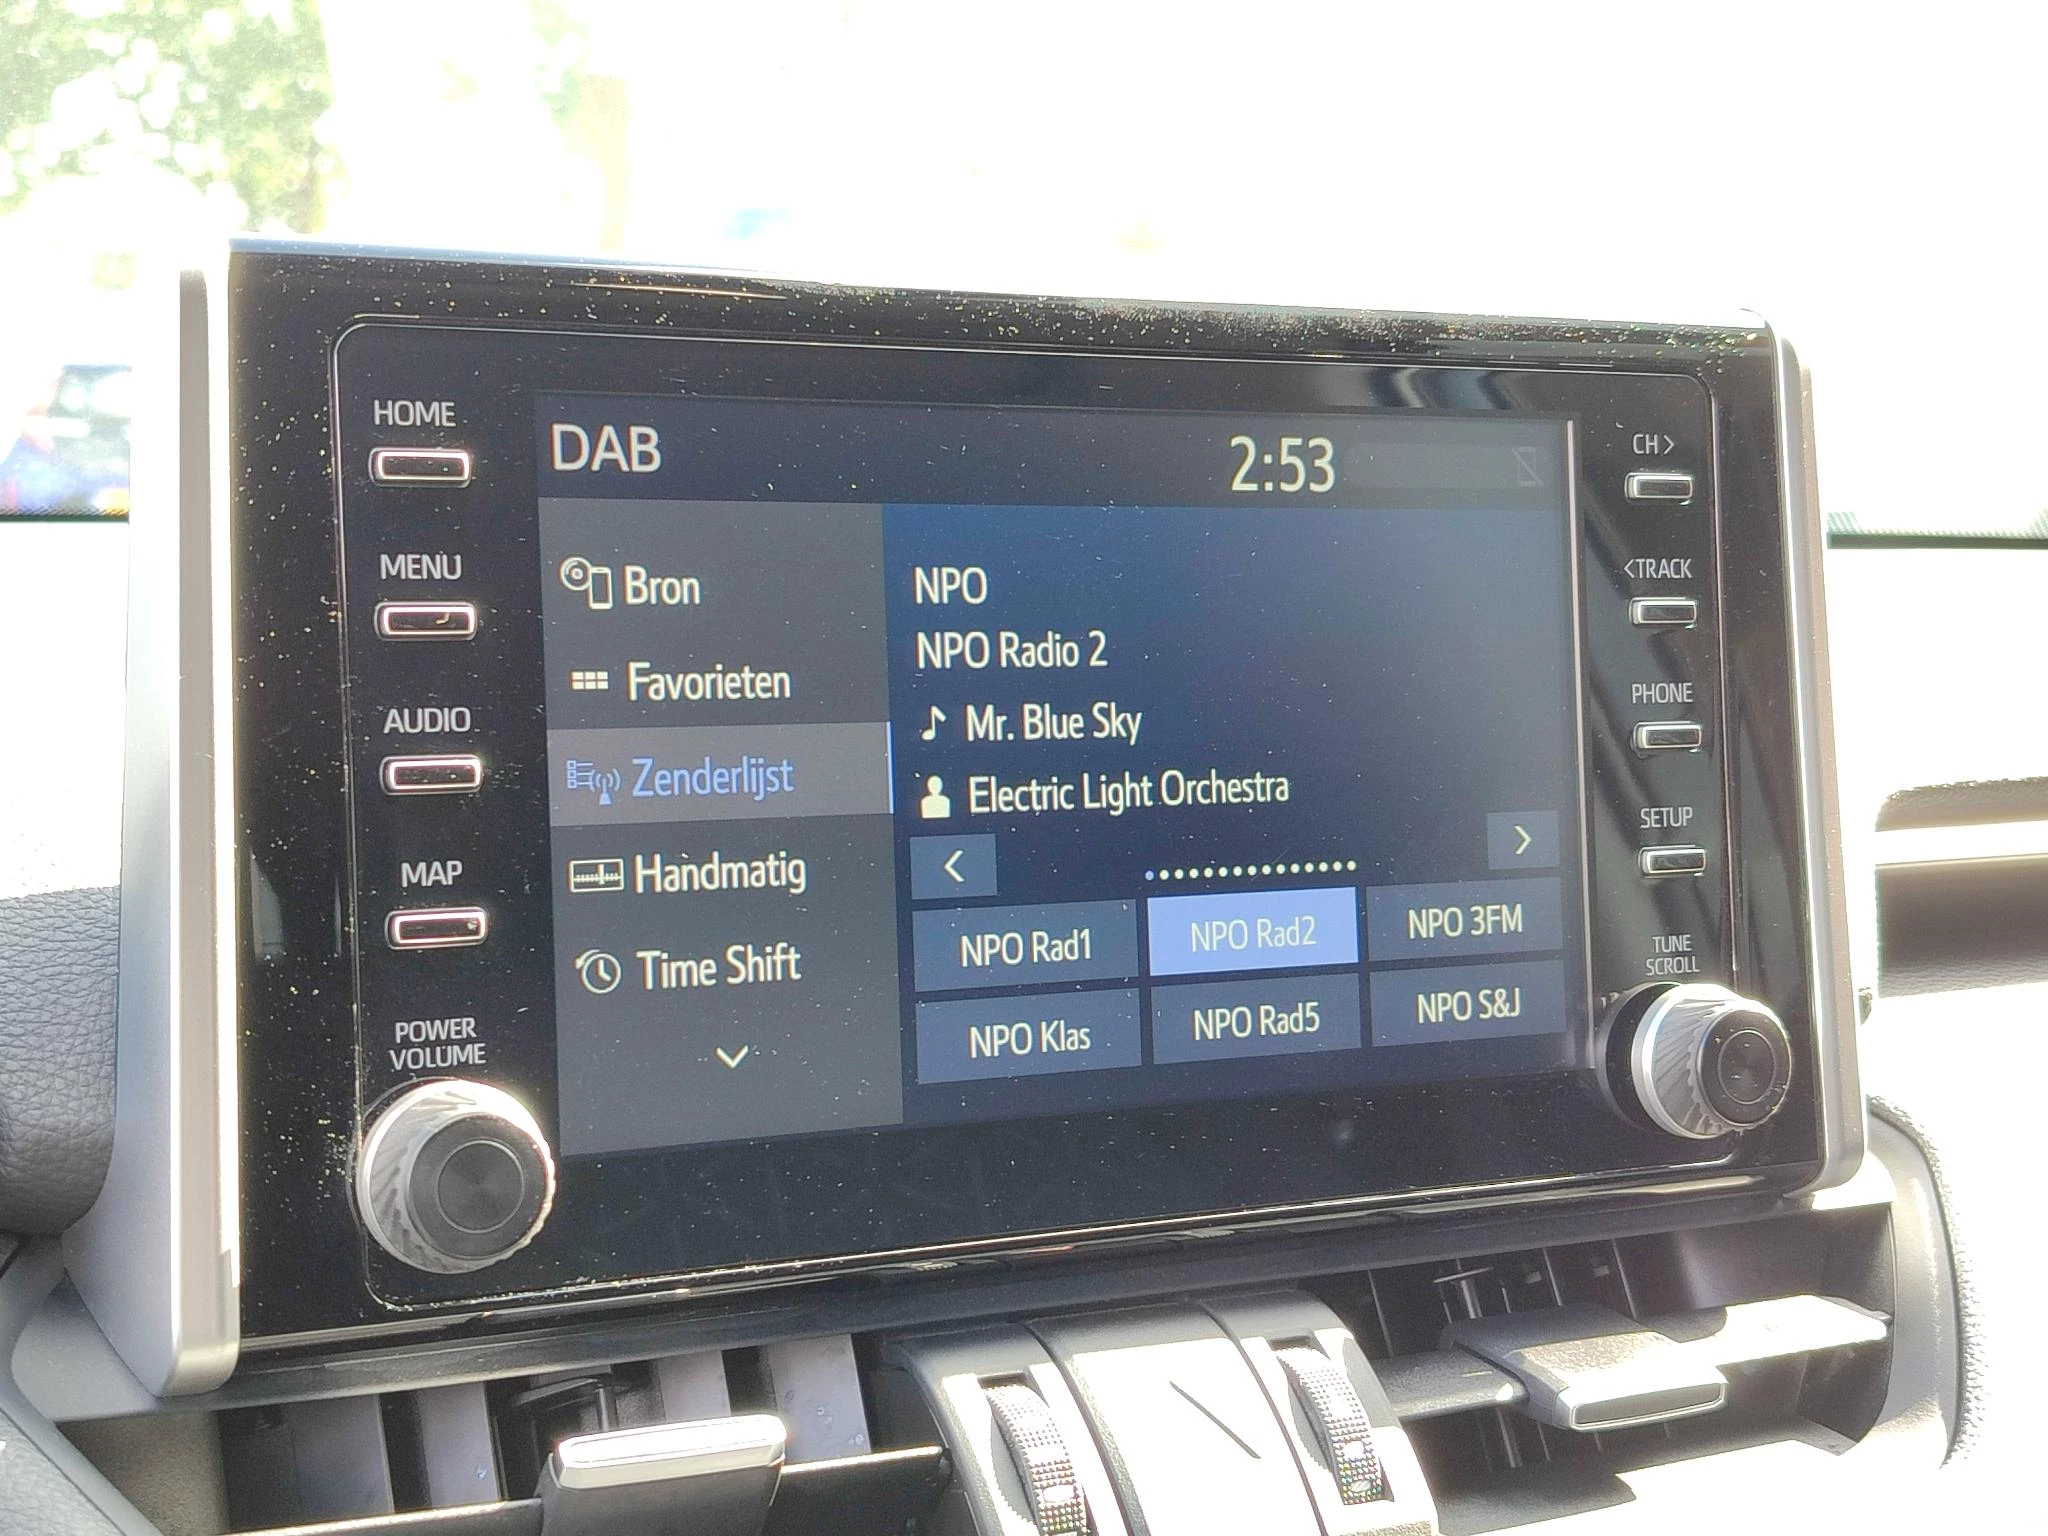 HOME
MENU
AUDIO
MAP
POWER
VOLUME
DAB
2:53
Bron
Favorieten
Zenderlijst
Handmatig
Time Shift
NPO
NPO Radio 2
Mr. Blue Sky
Electric Light Orchestra
<
>
NPO Rad1
NPO Rad2
NPO 3FM
NPO Klas
NPO Rad5
NPO S&J
CH>
<TRACK
PHONE
SETUP
TUNE
SCROLL